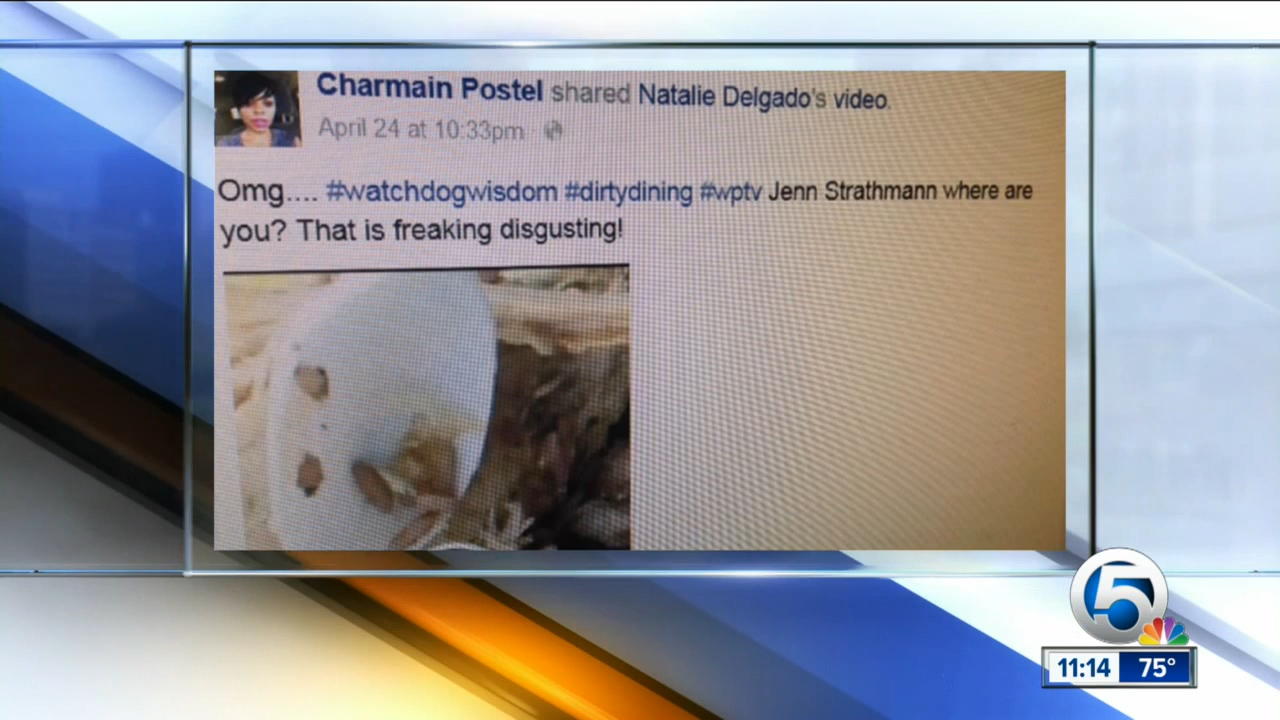 Charmain Postel shared Natalie Delgado's video.
April 24 at 10:33pm
Omg.... #watchdogwisdom #dirtydining #wptv Jenn Strathmann where are
you? That is freaking disgusting!
5
11:14 75°